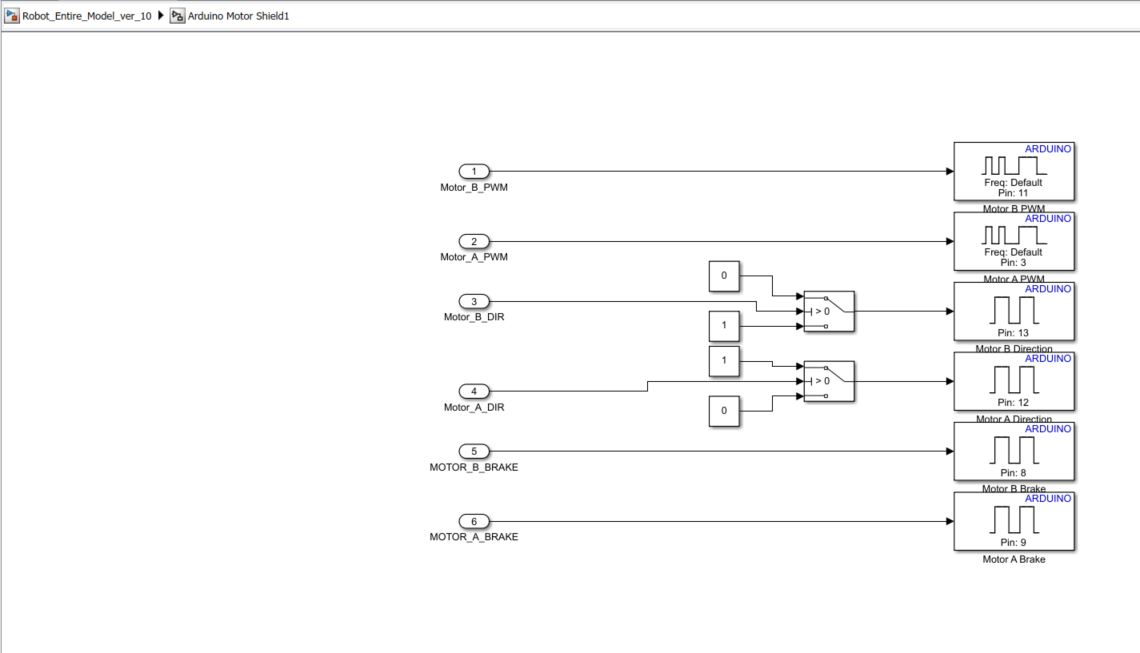 Robot_Entire_Model_ver_10 Arduino Motor Shield1
1
Motor_B_PWM
ARDUINO
Freq: Default
Pin: 11
Motor B PWM
2
Motor_A_PWM
ARDUINO
Freq: Default
Pin: 3
Motor A PWM
0
3
Motor_B_DIR
1
> 0
ARDUINO
Pin: 13
Motor B Direction
1
4
Motor_A_DIR
0
> 0
ARDUINO
Pin: 12
Motor A Direction
5
MOTOR_B_BRAKE
ARDUINO
Pin: 8
Motor B Brake
6
MOTOR_A_BRAKE
ARDUINO
Pin: 9
Motor A Brake